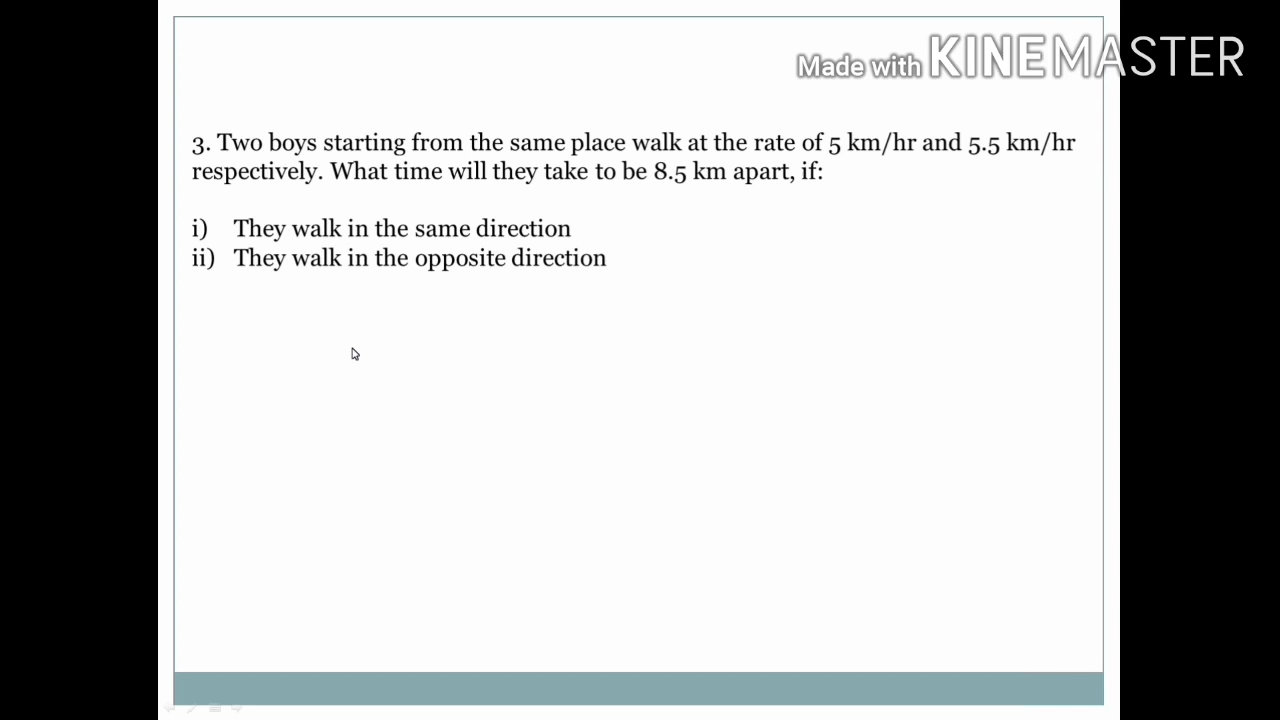 Made with KINEMASTER
3. Two boys starting from the same place walk at the rate of 5 km/hr and 5.5 km/hr
respectively. What time will they take to be 8.5 km apart, if:
i) They walk in the same direction
ii) They walk in the opposite direction